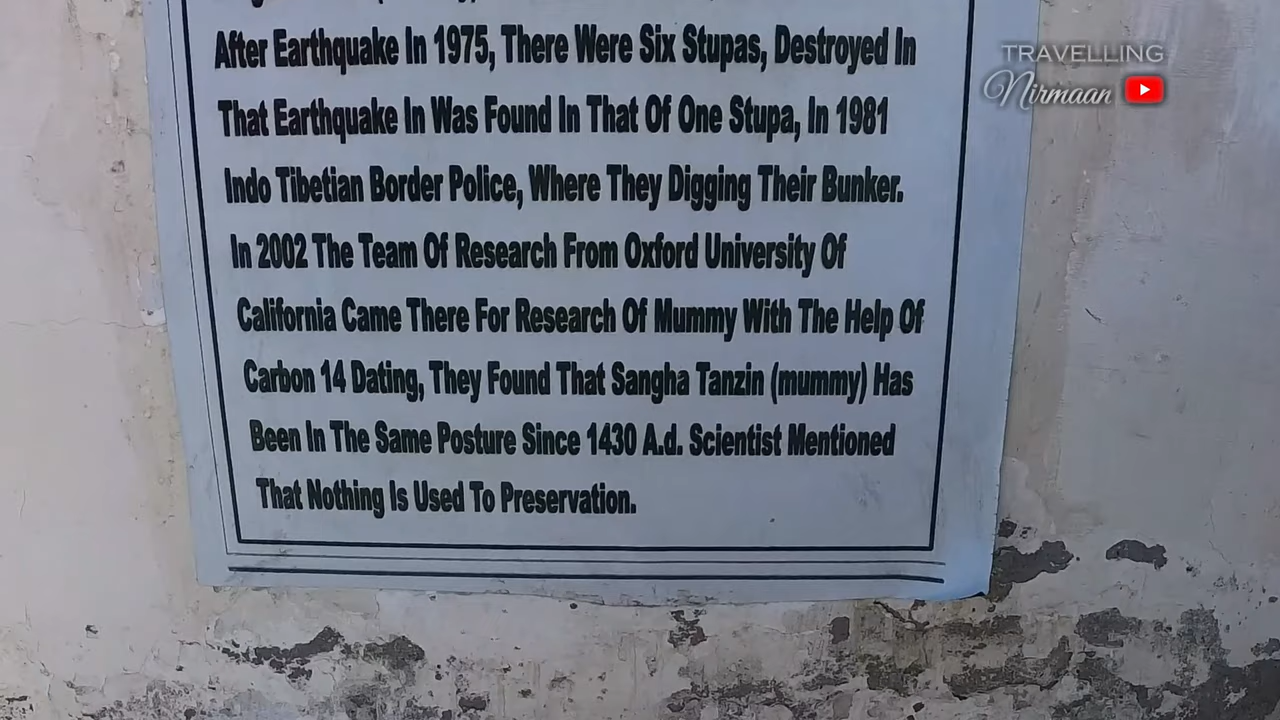 After Earthquake In 1975, There Were Six Stupas, Destroyed In
That Earthquake In Was Found In That Of One Stupa, In 1981
Indo Tibetian Border Police, Where They Digging Their Bunker.
In 2002 The Team Of Research From Oxford University Of
California Came There For Research Of Mummy With The Help Of
Carbon 14 Dating, They Found That Sangha Tanzin (mummy) Has
Been In The Same Posture Since 1430 A.d. Scientist Mentioned
That Nothing Is Used To Preservation.
TRAVELLING
Nirmaan